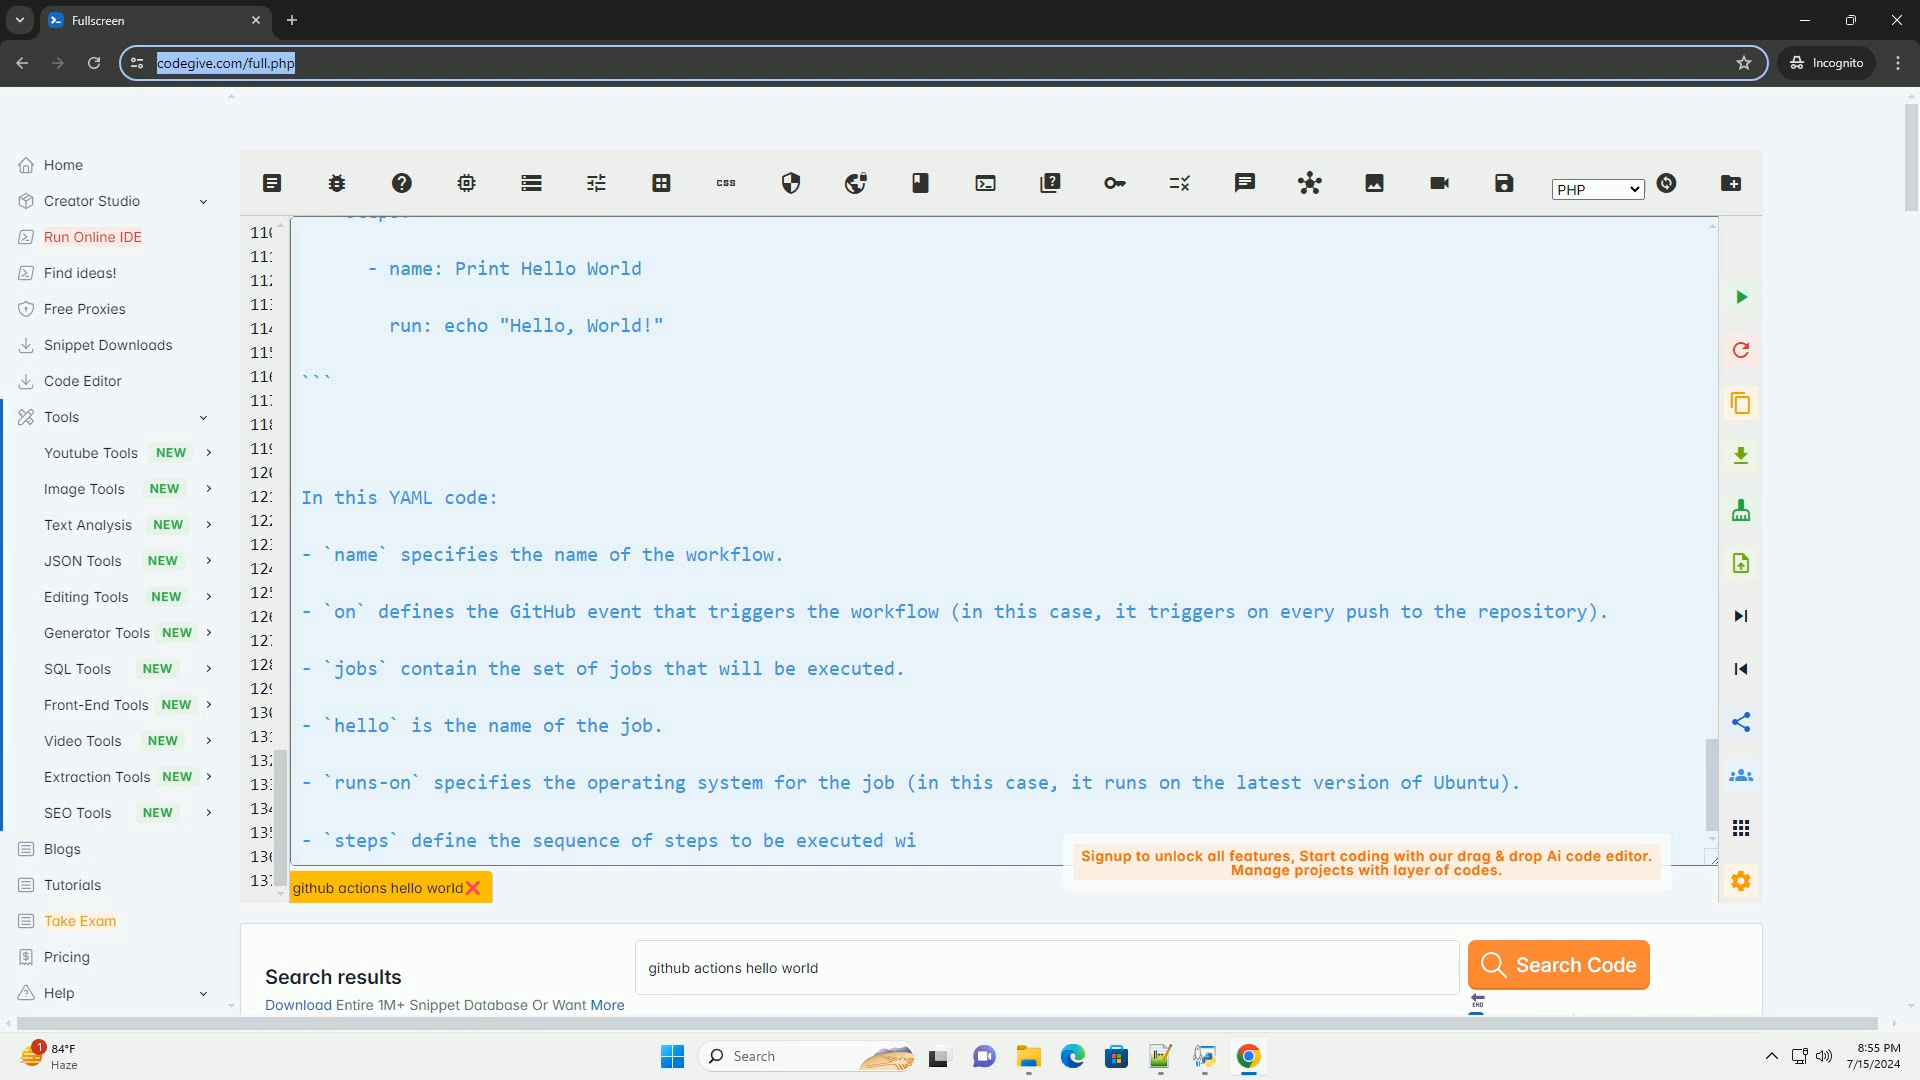 Fullscreen
codegive.com/full.php
Incognito
Home
Creator Studio
Run Online IDE
Find ideas!
Free Proxies
Snippet Downloads
Code Editor
Tools
Youtube Tools NEW
Image Tools NEW
Text Analysis NEW
JSON Tools NEW
Editing Tools NEW
Generator Tools NEW
SQL Tools NEW
Front-End Tools NEW
Video Tools NEW
Extraction Tools NEW
SEO Tools NEW
Blogs
Tutorials
Take Exam
Pricing
Help
css
PHP
- name: Print Hello World
run: echo "Hello, World!"
```
In this YAML code:
- `name` specifies the name of the workflow.
- `on` defines the GitHub event that triggers the workflow (in this case, it triggers on every push to the repository).
- `jobs` contain the set of jobs that will be executed.
- `hello` is the name of the job.
- `runs-on` specifies the operating system for the job (in this case, it runs on the latest version of Ubuntu).
- `steps` define the sequence of steps to be executed wi
Signup to unlock all features, Start coding with our drag & drop Ai code editor.
Manage projects with layer of codes.
github actions hello world
Search results
github actions hello world
Search Code
Download Entire 1M+ Snippet Database Or Want More
END
1
84°F
Haze
Search
8:55 PM
7/15/2024